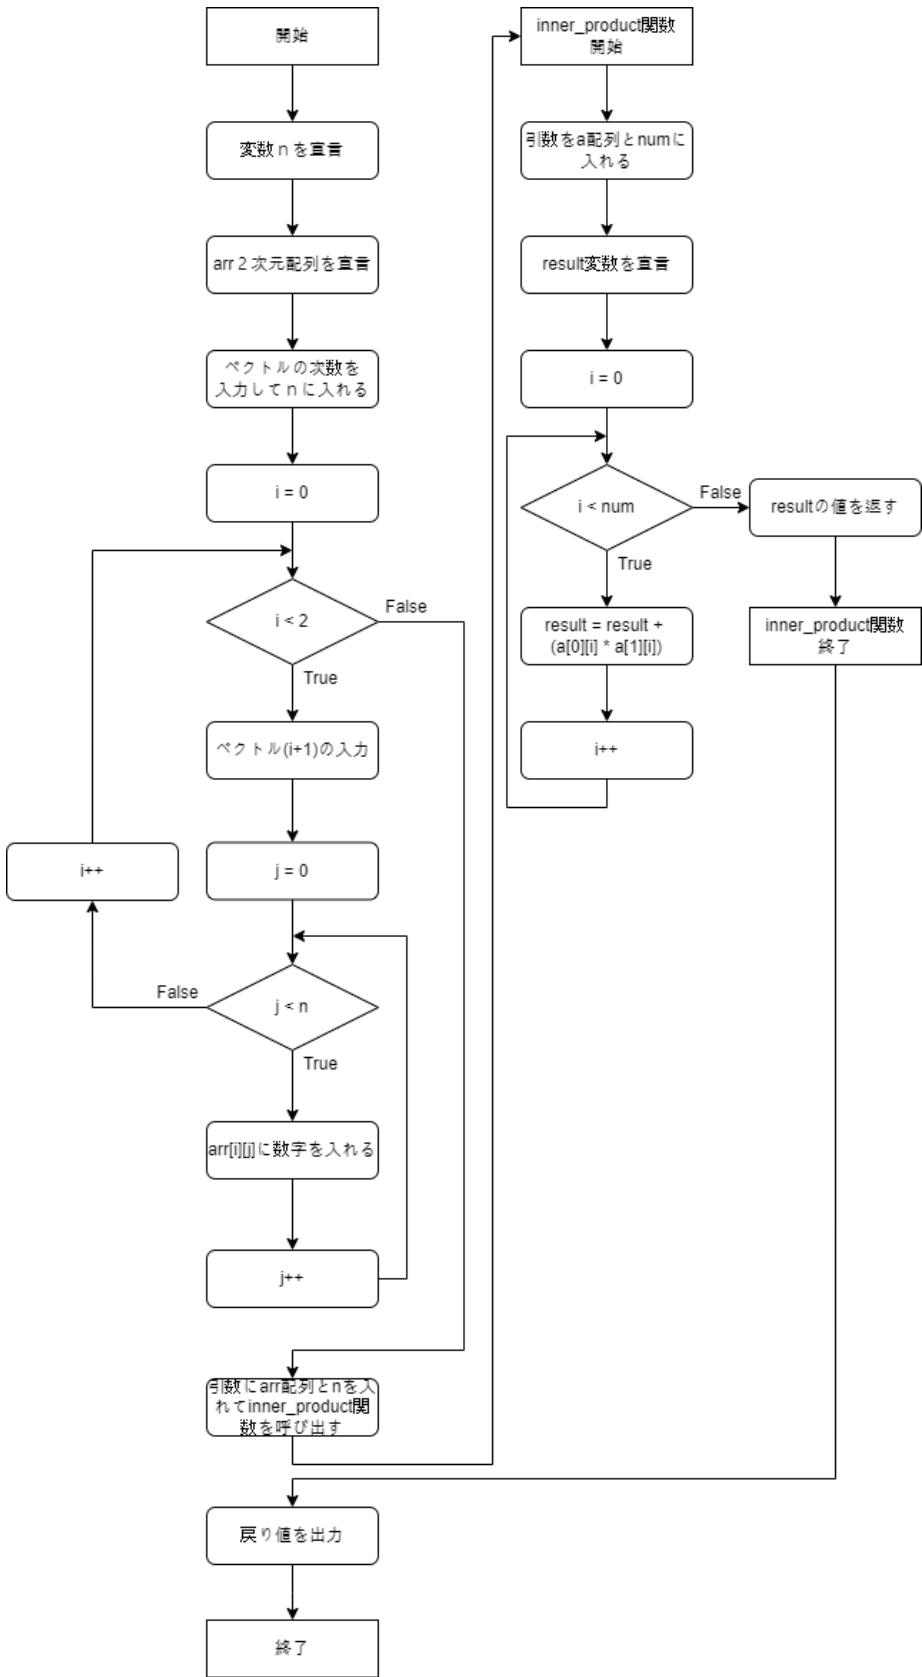 開始
変数ｎを宣言
arr２次元配列を宣言
ベクトルの次数を
入力してｎに入れる
i = 0
i < 2
False
True
ベクトル(i+1)の入力
j = 0
i++
j < n
False
True
arr[i][j]に数字を入れる
j++
引数にarr配列とnを入
れてinner_product関
数を呼び出す
戻り値を出力
終了
inner_product関数
開始
引数をa配列とnumに
入れる
result変数を宣言
i = 0
i < num
False
True
resultの値を返す
result = result +
(a[0][i] * a[1][i])
inner_product関数
終了
i++